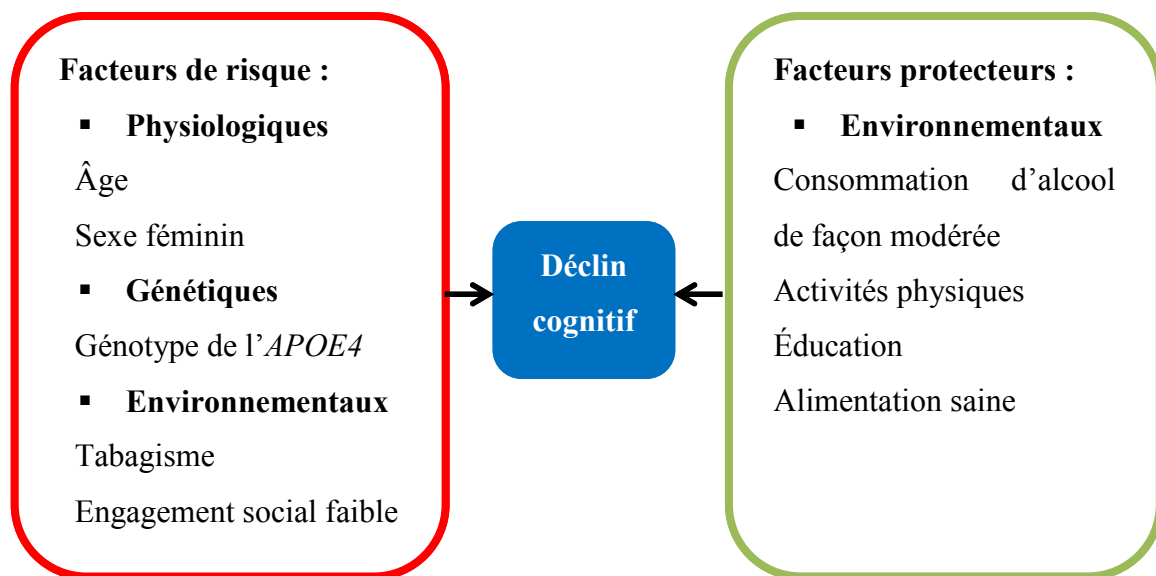 Facteurs de risque :
▪ Physiologiques
Âge
Sexe féminin
▪ Génétiques
Génotype de l’APOE4
▪ Environnementaux
Tabagisme
Engagement social faible
Déclin
cognitif
Facteurs protecteurs :
▪ Environnementaux
Consommation d’alcool
de façon modérée
Activités physiques
Éducation
Alimentation saine